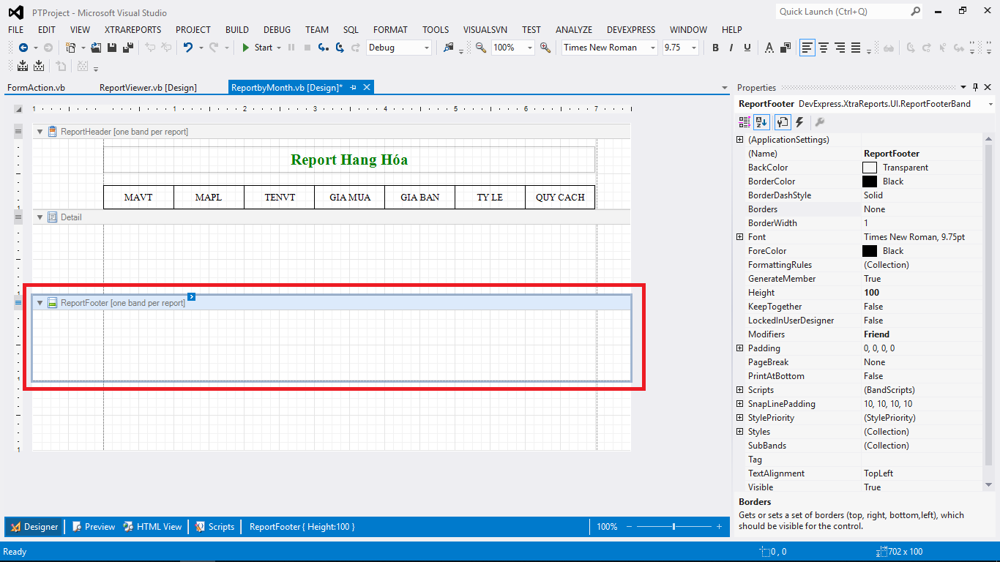 PTProject - Microsoft Visual Studio
Quick Launch (Ctrl+Q)
FILE EDIT VIEW XTRAREPORTS PROJECT BUILD DEBUG TEAM SQL FORMAT TOOLS VISUALSVN TEST ANALYZE DEVEXPRESS WINDOW HELP
Start Debug 100% Times New Roman 9.75 B I U A
FormAction.vb ReportViewer.vb [Design] ReportbyMonth.vb [Design]*
1 1 2 3 4 5 6 7
ReportHeader [one band per report]
Report Hang Hóa
MAVT MAPL TENVT GIA MUA GIA BAN TY LE QUY CACH
1
Detail
1
ReportFooter [one band per report]
1
1
Designer Preview HTML View Scripts ReportFooter { Height:100 } 100%
Properties
ReportFooter DevExpress.XtraReports.UI.ReportFooterBand
(ApplicationSettings)
(Name) ReportFooter
BackColor Transparent
BorderColor Black
BorderDashStyle Solid
Borders None
BorderWidth 1
Font Times New Roman, 9.75pt
ForeColor Black
FormattingRules (Collection)
GenerateMember True
Height 100
KeepTogether False
LockedInUserDesigner False
Modifiers Friend
Padding 0, 0, 0, 0
PageBreak None
PrintAtBottom False
Scripts (BandScripts)
SnapLinePadding 10, 10, 10, 10
StylePriority (StylePriority)
Styles (Collection)
SubBands (Collection)
Tag
TextAlignment TopLeft
Visible True
Borders
Gets or sets a set of borders (top, right, bottom,left), which
should be visible for the control.
Ready 0 , 0 702 x 100